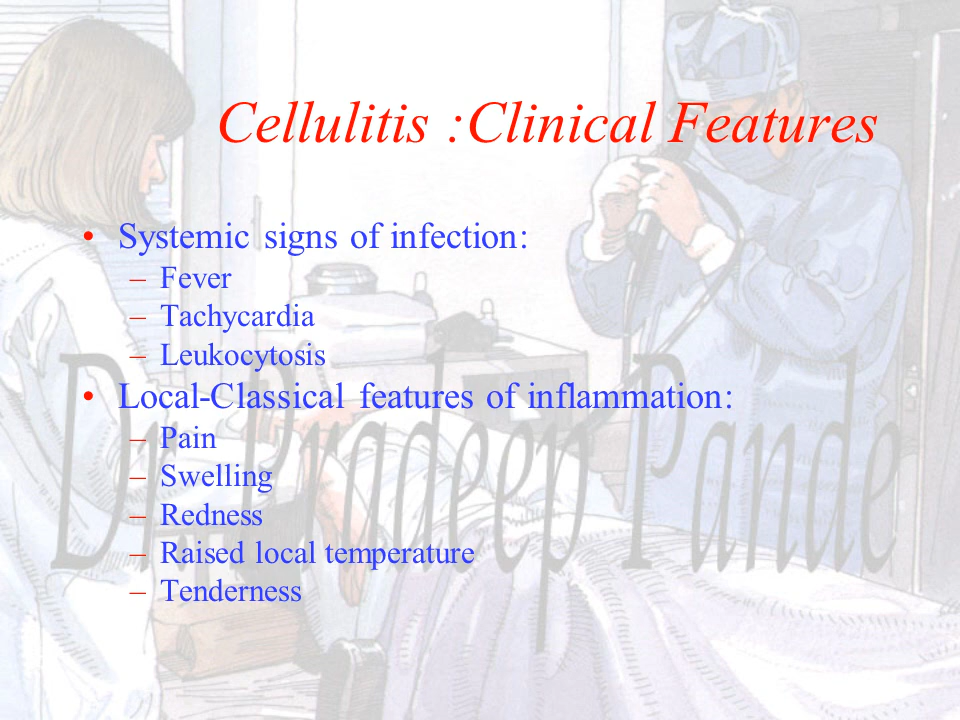 Cellulitis :Clinical Features
• Systemic signs of infection:
– Fever
– Tachycardia
– Leukocytosis
• Local-Classical features of inflammation:
– Pain
– Swelling
– Redness
– Raised local temperature
– Tenderness
Dr. Pradeep Pande